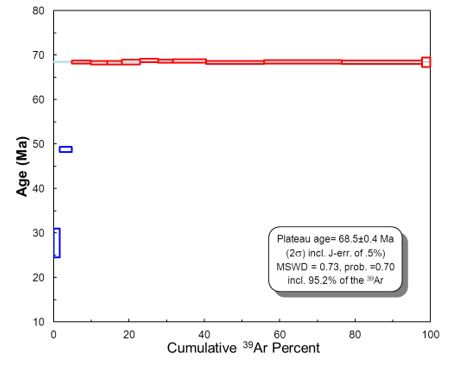 80
70
60
50
40
30
20
10
Age (Ma)
Plateau age= 68.5±0.4 Ma
(2σ) incl. J-err. of .5%)
MSWD = 0.73, prob. =0.70
incl. 95.2% of the ³⁹Ar
0 20 40 60 80 100
Cumulative ³⁹Ar Percent